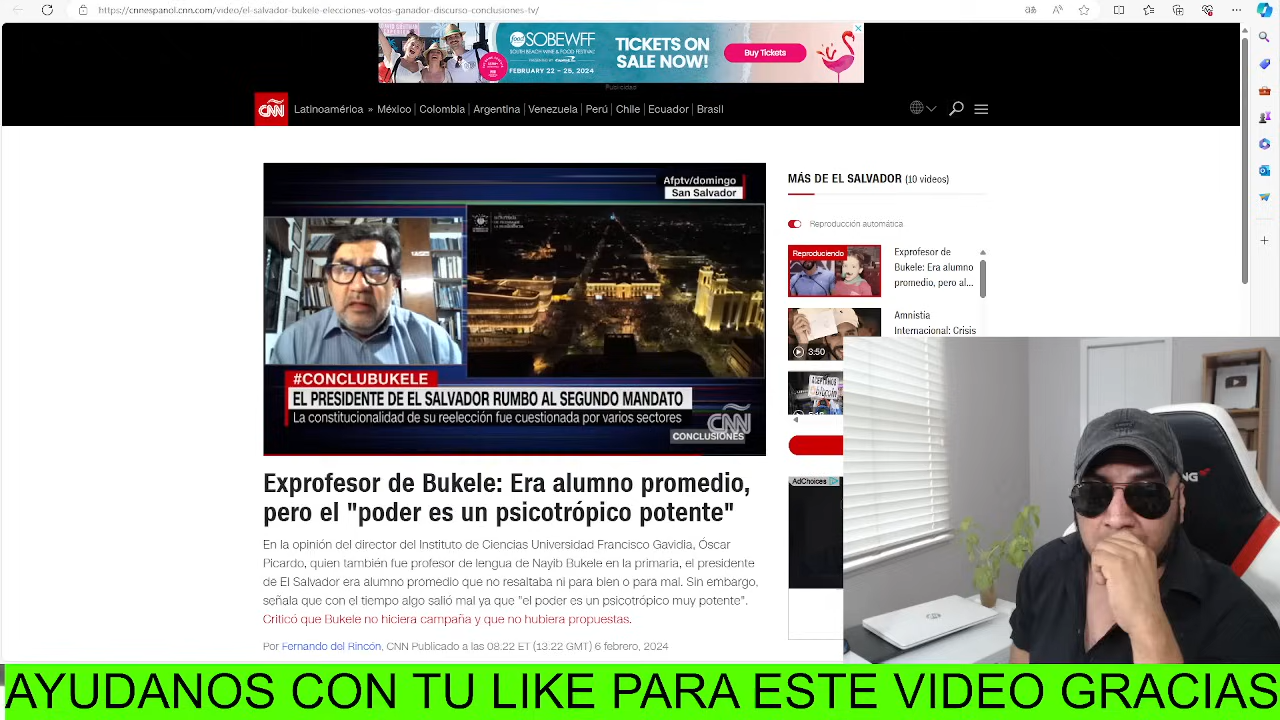 https://cnnespanol.cnn.com/video/el-salvador-bukele-elecciones-votos-ganador-discurso-conclusiones-tv/
food
SOBEWFF
SOUTH BEACH WINE & FOOD FESTIVAL
FEBRUARY 22 - 25, 2024
TICKETS ON
SALE NOW!
Buy Tickets
Publicidad
CNN
Latinoamérica » México | Colombia | Argentina | Venezuela | Perú | Chile | Ecuador | Brasil
Afptv/domingo
San Salvador
#CONCLUBUKELE
EL PRESIDENTE DE EL SALVADOR RUMBO AL SEGUNDO MANDATO
La constitucionalidad de su reelección fue cuestionada por varios sectores
CNN
CONCLUSIONES
MÁS DE EL SALVADOR (10 videos)
Reproducción automática
Reproduciendo
Exprofesor de
Bukele: Era alumno
promedio, pero al...
3:50
Amnistía
Internacional: Crisis
ACEPTAMOS
bitcoin
AdChoices
Exprofesor de Bukele: Era alumno promedio,
pero el "poder es un psicotrópico potente"
En la opinión del director del Instituto de Ciencias Universidad Francisco Gavidia, Óscar
Picardo, quien también fue profesor de lengua de Nayib Bukele en la primaria, el presidente
de El Salvador era alumno promedio que no resaltaba ni para bien o para mal. Sin embargo,
señala que con el tiempo algo salió mal ya que "el poder es un psicotrópico muy potente".
Criticó que Bukele no hiciera campaña y que no hubiera propuestas.
Por Fernando del Rincón, CNN Publicado a las 08:22 ET (13:22 GMT) 6 febrero, 2024
AYUDANOS CON TU LIKE PARA ESTE VIDEO GRACIAS